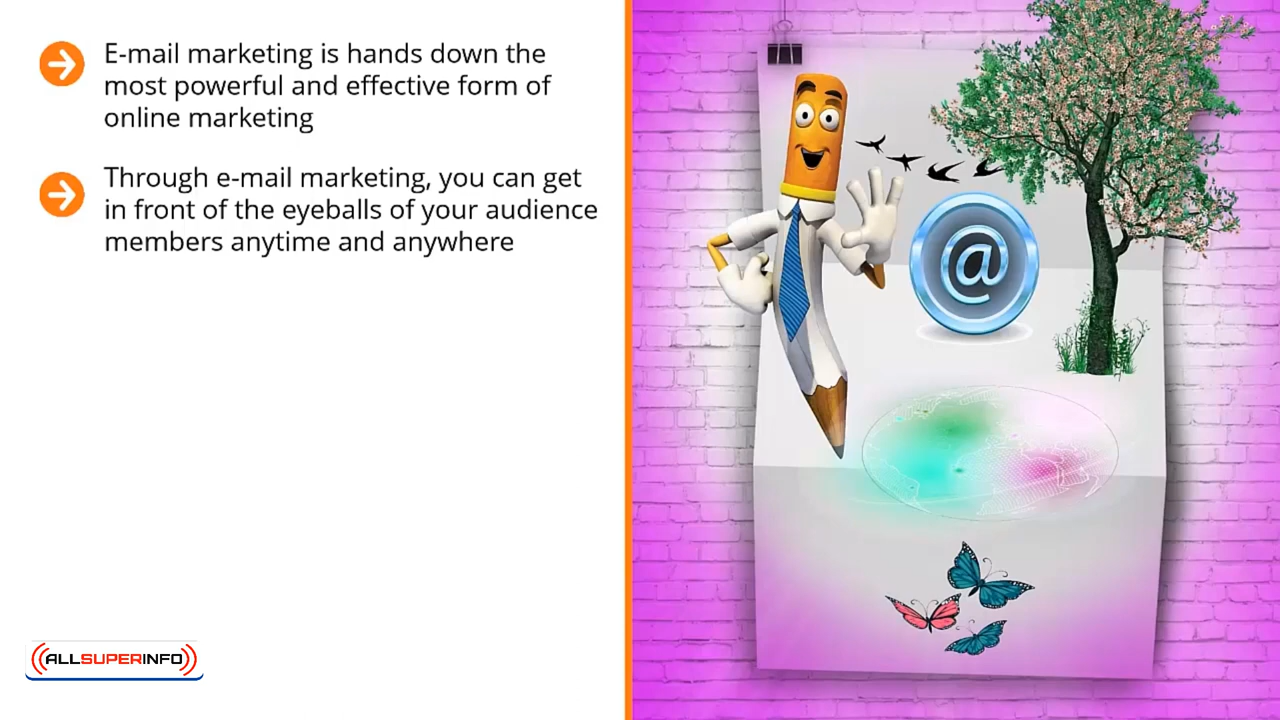 E-mail marketing is hands down the
most powerful and effective form of
online marketing
Through e-mail marketing, you can get
in front of the eyeballs of your audience
members anytime and anywhere
@
ALLSUPERINFO